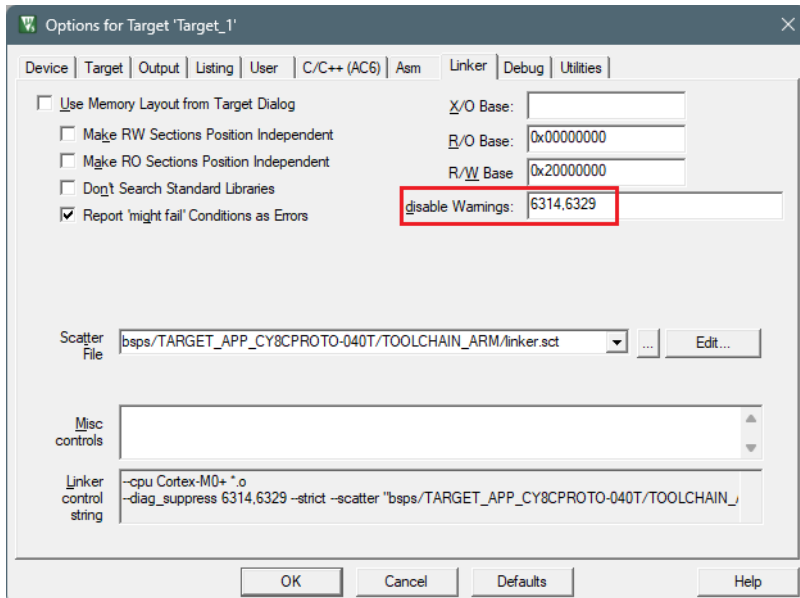 Options for Target 'Target_1'
Device Target Output Listing User C/C++ (AC6) Asm Linker Debug Utilities
Use Memory Layout from Target Dialog
Make RW Sections Position Independent
Make RO Sections Position Independent
Don't Search Standard Libraries
Report 'might fail' Conditions as Errors
X/O Base:
R/O Base: 0x00000000
R/W Base 0x20000000
disable Warnings: 6314,6329
Scatter
File
bsps/TARGET_APP_CY8CPROTO-040T/TOOLCHAIN_ARM/linker.sct ... Edit...
Misc
controls
Linker
control
string
--cpu Cortex-M0+ *.o
--diag_suppress 6314,6329 --strict --scatter "bsps/TARGET_APP_CY8CPROTO-040T/TOOLCHAIN_
OK Cancel Defaults Help